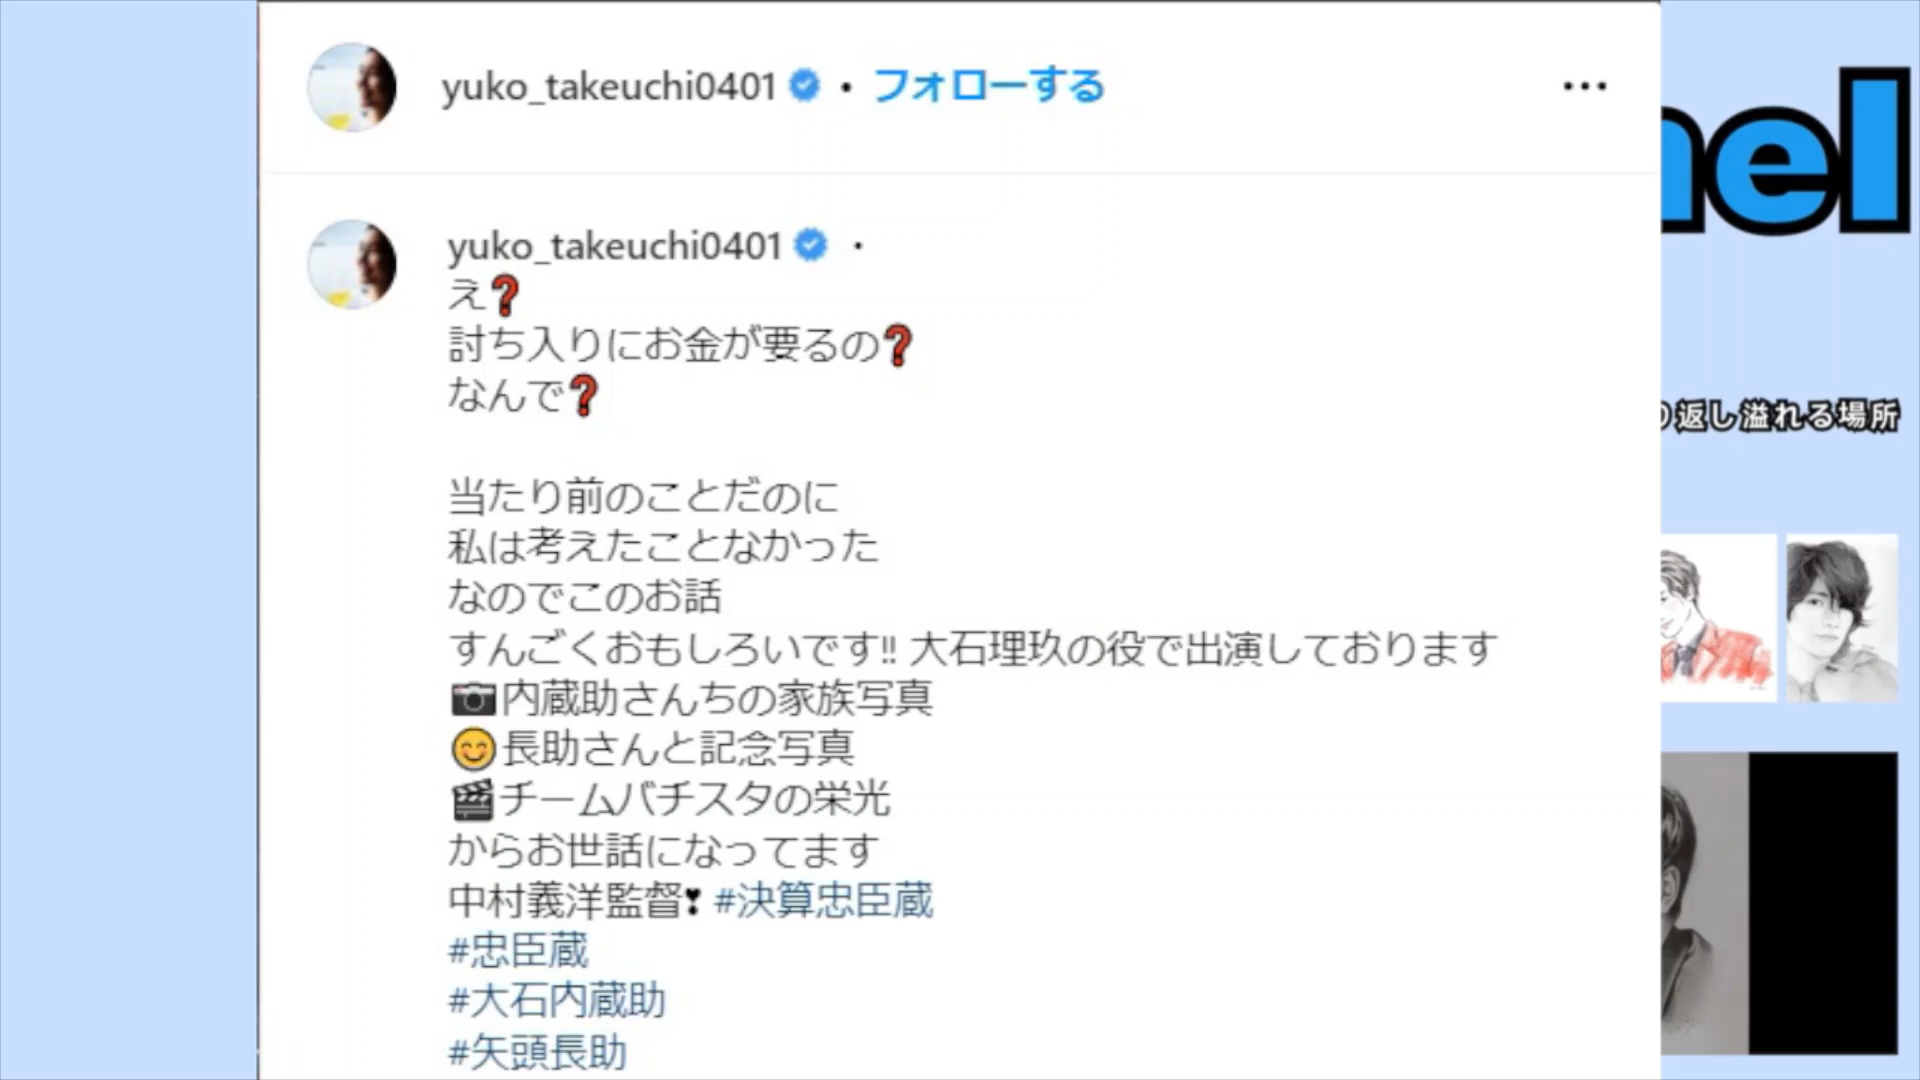 yuko_takeuchi0401 • フォローする
yuko_takeuchi0401 •
え❓
討ち入りにお金が要るの❓
なんで❓
当たり前のことだのに
私は考えたことなかった
なのでこのお話
すんごくおもしろいです‼ 大石理玖の役で出演しております
📷内蔵助さんちの家族写真
😊長助さんと記念写真
🎬チームバチスタの栄光
からお世話になってます
中村義洋監督❣ #決算忠臣蔵
#忠臣蔵
#大石内蔵助
#矢頭長助
nel
り返し溢れる場所